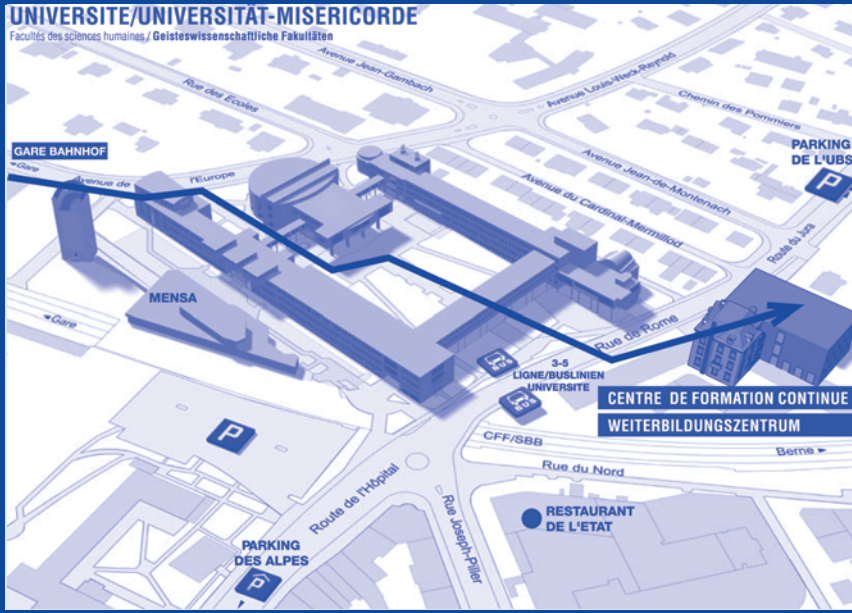 UNIVERSITE/UNIVERSITÄT-MISERICORDE
Facultés des sciences humaines / Geisteswissenschaftliche Fakultäten
Avenue Jean-Gambach
Avenue Louis-Weck-Reynold
Rue des Ecoles
Chemin des Pommiers
GARE BAHNHOF
Gare
Avenue de l'Europe
PARKING
DE L'UBS
P
Avenue Jean-de-Montenach
Avenue du Cardinal-Mermillod
Route du Jura
MENSA
Gare
Rue de Rome
3-5
LIGNE/BUSLINIEN
UNIVERSITE
BUS
BUS
CENTRE DE FORMATION CONTINUE
WEITERBILDUNGSZENTRUM
P
CFF/SBB
Berne
Rue du Nord
Route de l'Hôpital
Rue Joseph-Piller
RESTAURANT
DE L'ETAT
PARKING
DES ALPES
P